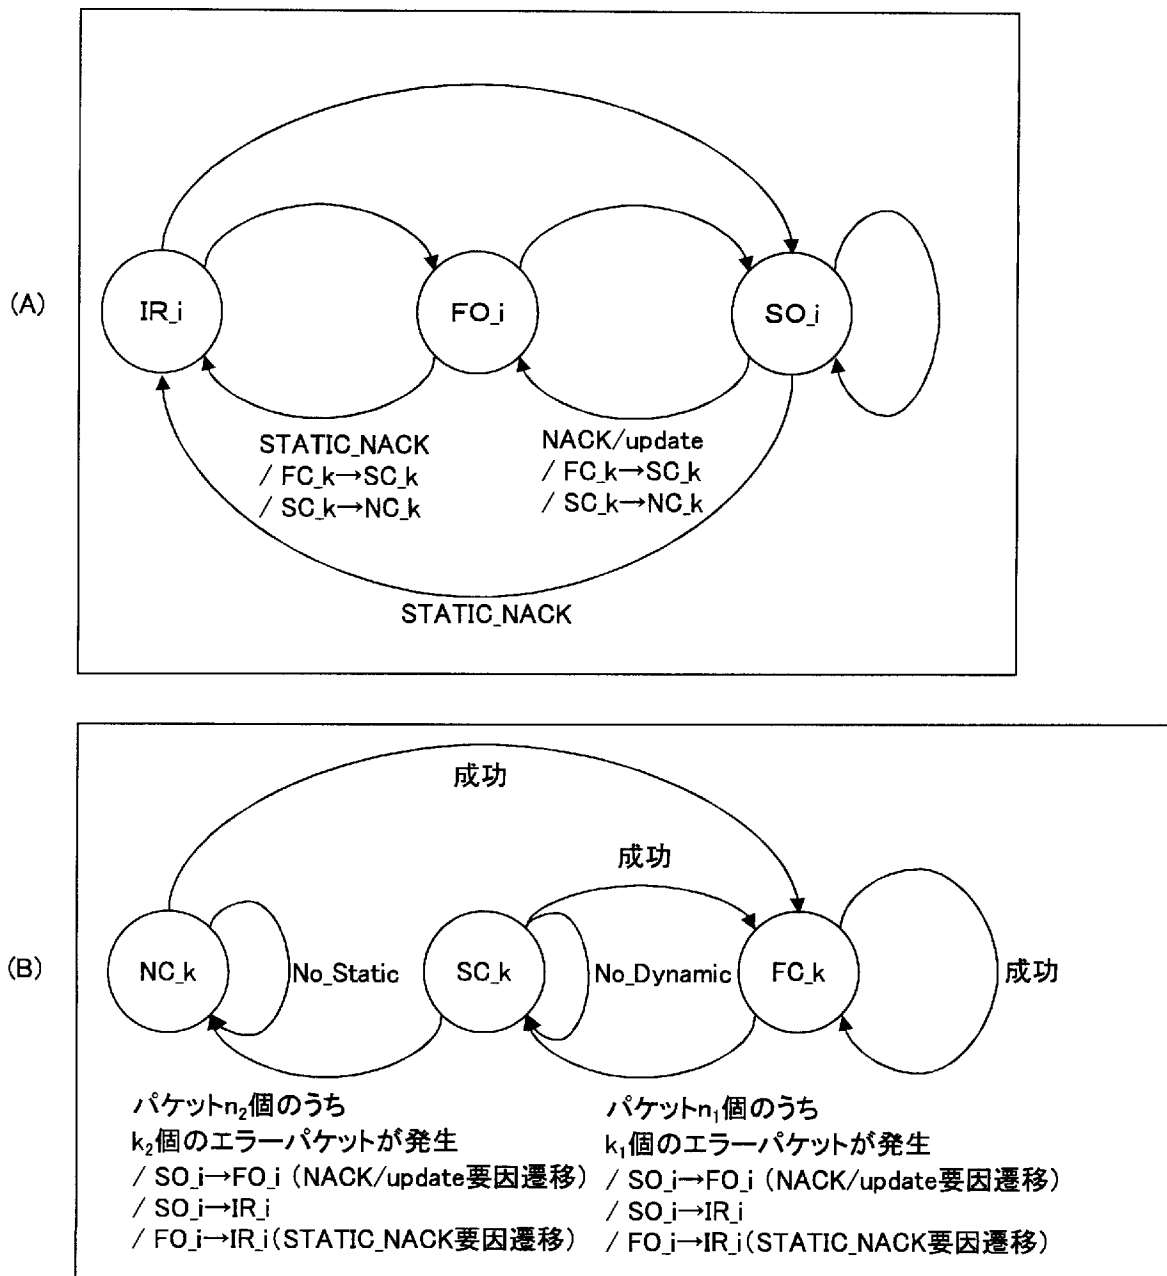 (A)
IR_i
FO_i
SO_i
STATIC_NACK
/ FC_k→SC_k
/ SC_k→NC_k
NACK/update
/ FC_k→SC_k
/ SC_k→NC_k
STATIC_NACK
(B)
成功
成功
NC_k
No_Static
SC_k
No_Dynamic
FC_k
成功
パケットn₂個のうち
k₂個のエラーパケットが発生
/ SO_i→FO_i (NACK/update要因遷移)
/ SO_i→IR_i
/ FO_i→IR_i(STATIC_NACK要因遷移)
パケットn₁個のうち
k₁個のエラーパケットが発生
/ SO_i→FO_i (NACK/update要因遷移)
/ SO_i→IR_i
/ FO_i→IR_i(STATIC_NACK要因遷移)